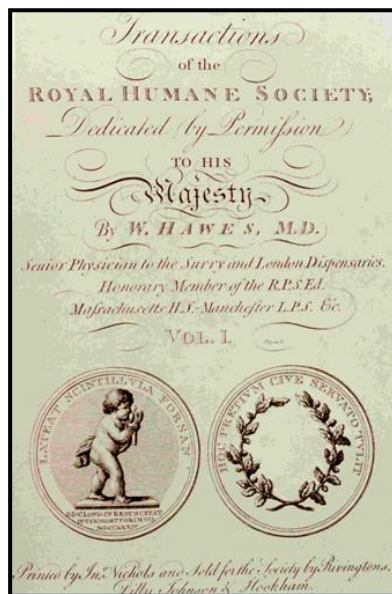 Transactions
of the
ROYAL HUMANE SOCIETY,
Dedicated (by Permiſsion)
TO HIS
Majesty
By W. HAWES, M.D.
Senior Physician to the Surry and London Dispensaries,
Honorary Member of the R.P.S. Ed.
Maſsachusetts H.S. Manchester L.P.S. &c.
VOL. I.
LATEAT SCINTILLVLA FORSAN
HOC PRETIVM CIVE SERVATO TVLIT
Printed by Jn. Nichols and Sold for the Society by Rivingtons,
Dilly, Johnson & Hookham.